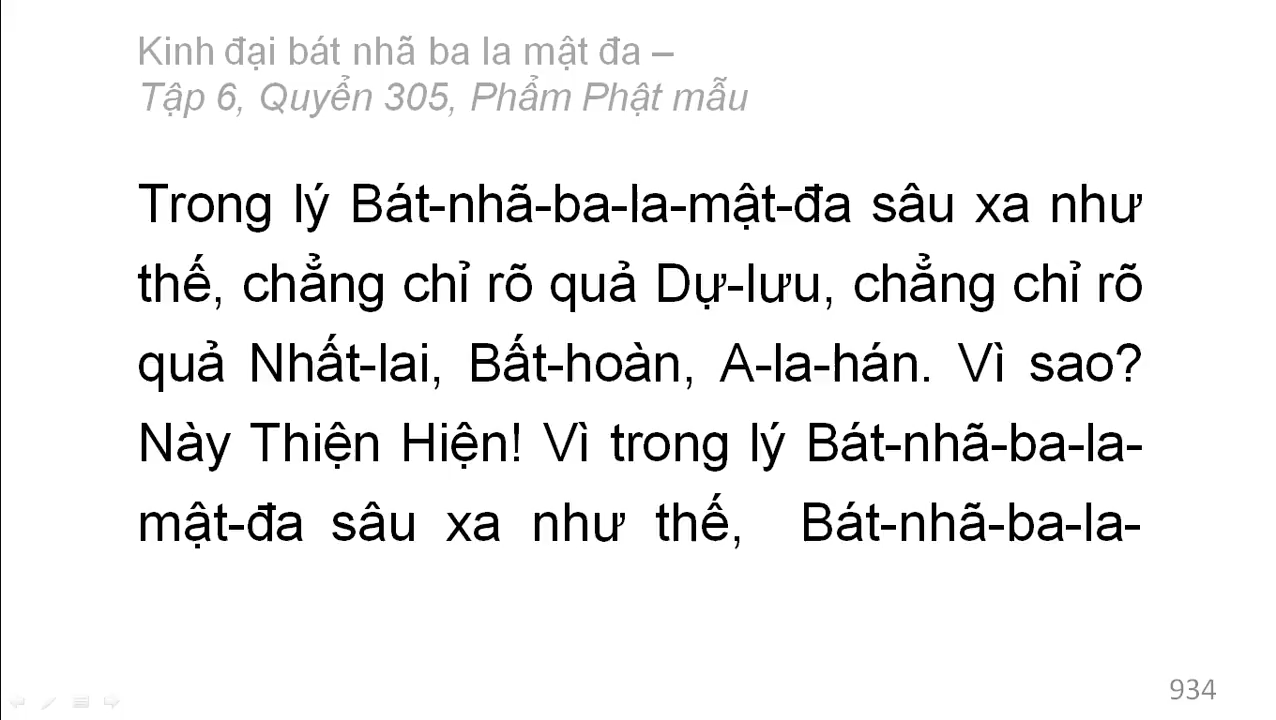 Kinh đại bát nhã ba la mật đa –
Tập 6, Quyển 305, Phẩm Phật mẫu
Trong lý Bát-nhã-ba-la-mật-đa sâu xa như
thế, chẳng chỉ rõ quả Dự-lưu, chẳng chỉ rõ
quả Nhất-lai, Bất-hoàn, A-la-hán. Vì sao?
Này Thiện Hiện! Vì trong lý Bát-nhã-ba-la-
mật-đa sâu xa như thế, Bát-nhã-ba-la-
934